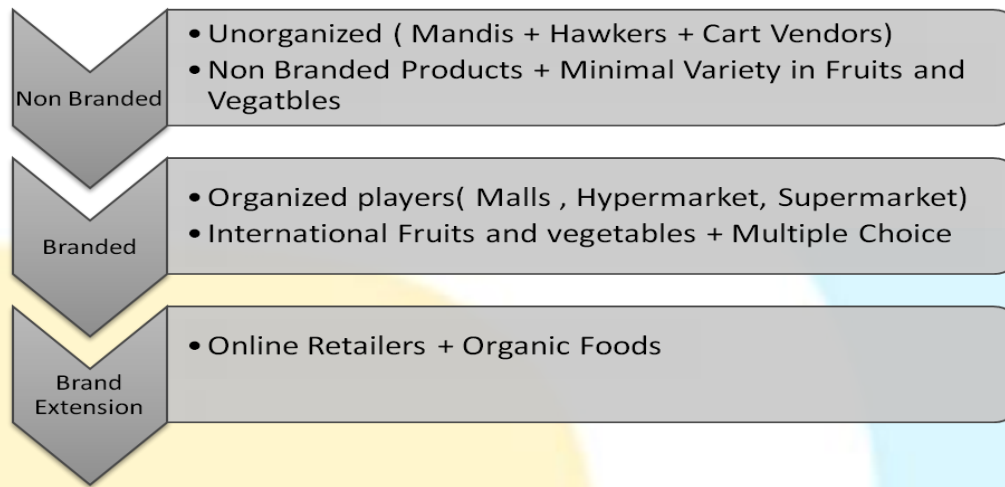 Non Branded
• Unorganized ( Mandis + Hawkers + Cart Vendors)
• Non Branded Products + Minimal Variety in Fruits and
Vegatbles
Branded
• Organized players( Malls , Hypermarket, Supermarket)
• International Fruits and vegetables + Multiple Choice
Brand
Extension
• Online Retailers + Organic Foods